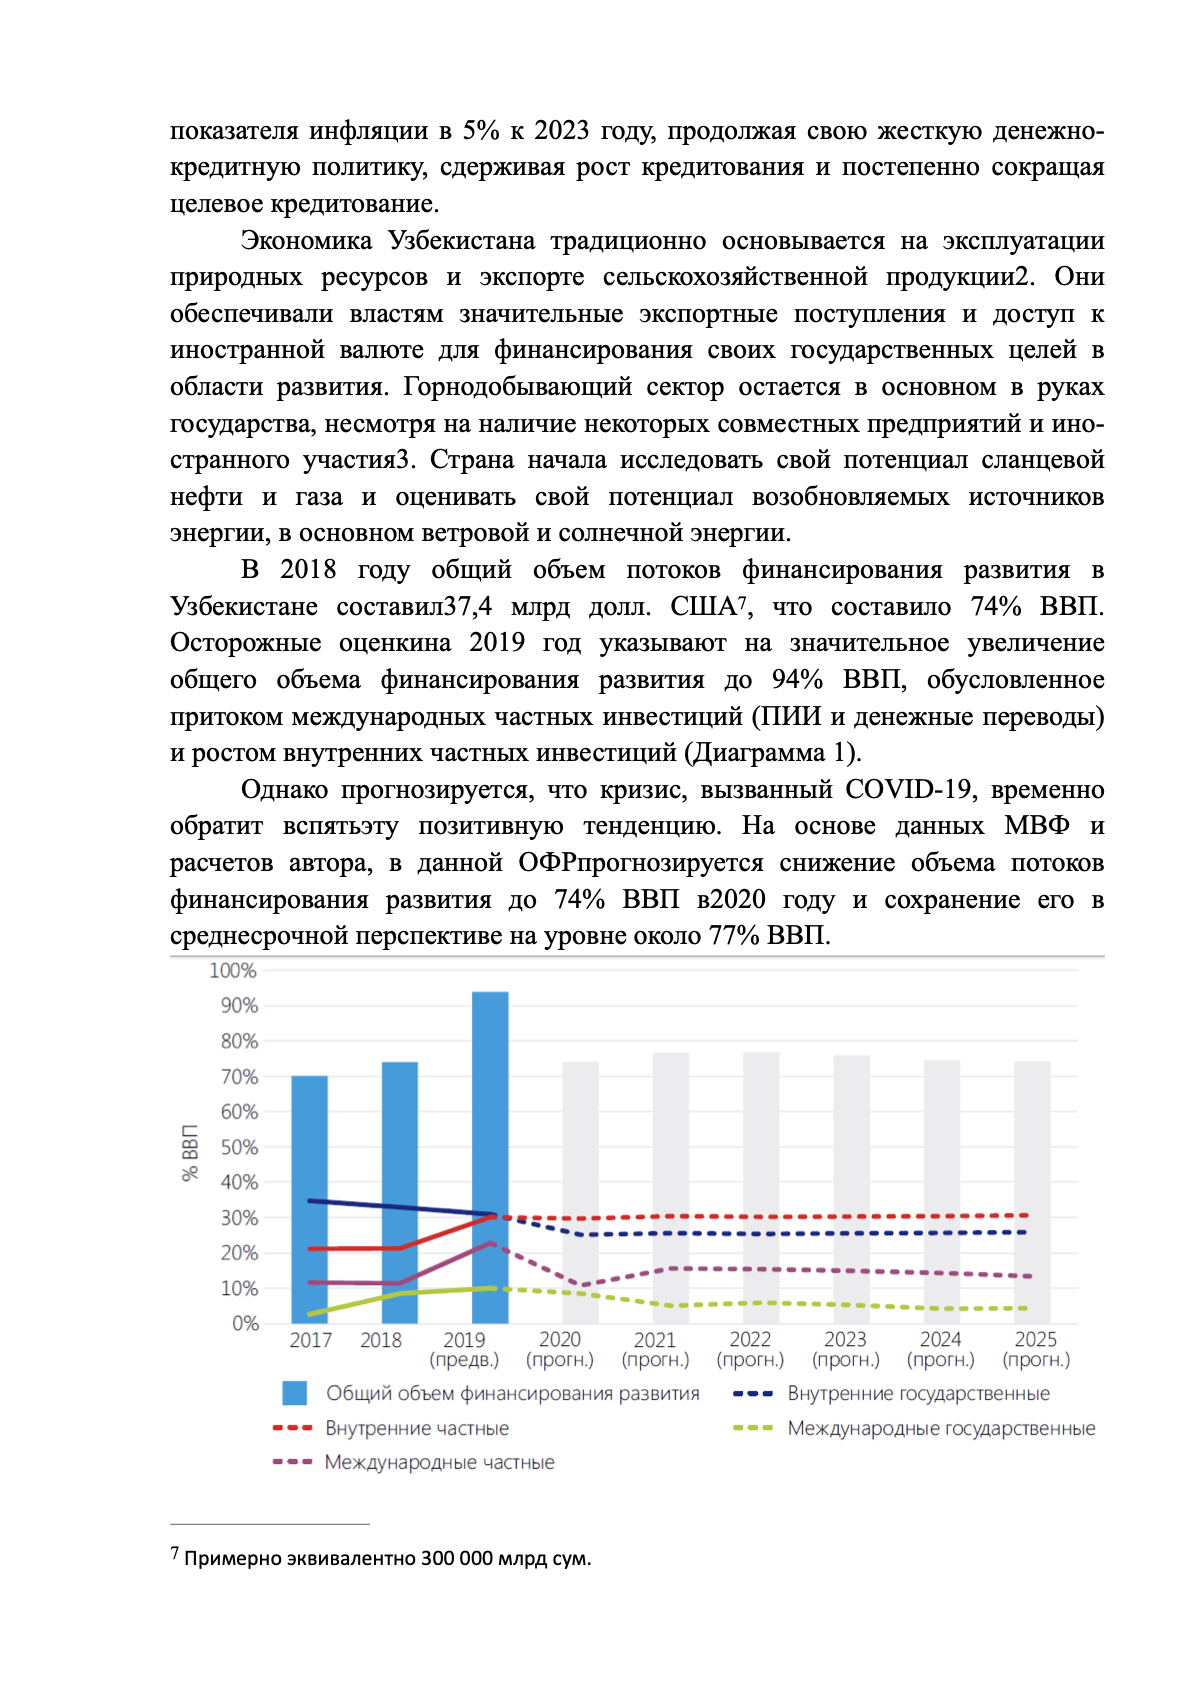 показателя инфляции в 5% к 2023 году, продолжая свою жесткую денежно-
кредитную политику, сдерживая рост кредитования и постепенно сокращая
целевое кредитование.
Экономика Узбекистана традиционно основывается на эксплуатации
природных ресурсов и экспорте сельскохозяйственной продукции2. Они
обеспечивали властям значительные экспортные поступления и доступ к
иностранной валюте для финансирования своих государственных целей в
области развития. Горнодобывающий сектор остается в основном в руках
государства, несмотря на наличие некоторых совместных предприятий и ино-
странного участия3. Страна начала исследовать свой потенциал сланцевой
нефти и газа и оценивать свой потенциал возобновляемых источников
энергии, в основном ветровой и солнечной энергии.
В 2018 году общий объем потоков финансирования развития в
Узбекистане составил37,4 млрд долл. США7, что составило 74% ВВП.
Осторожные оценкина 2019 год указывают на значительное увеличение
общего объема финансирования развития до 94% ВВП, обусловленное
притоком международных частных инвестиций (ПИИ и денежные переводы)
и ростом внутренних частных инвестиций (Диаграмма 1).
Однако прогнозируется, что кризис, вызванный COVID-19, временно
обратит вспятьэту позитивную тенденцию. На основе данных МВФ и
расчетов автора, в данной ОФРпрогнозируется снижение объема потоков
финансирования развития до 74% ВВП в2020 году и сохранение его в
среднесрочной перспективе на уровне около 77% ВВП.
100%
90%
80%
70%
60%
50%
40%
30%
20%
10%
0%
% ВВП
2017 2018 2019 2020 2021 2022 2023 2024 2025
(предв.) (прогн.) (прогн.) (прогн.) (прогн.) (прогн.) (прогн.)
Общий объем финансирования развития Внутренние государственные
Внутренние частные Международные государственные
Международные частные
7 Примерно эквивалентно 300 000 млрд сум.